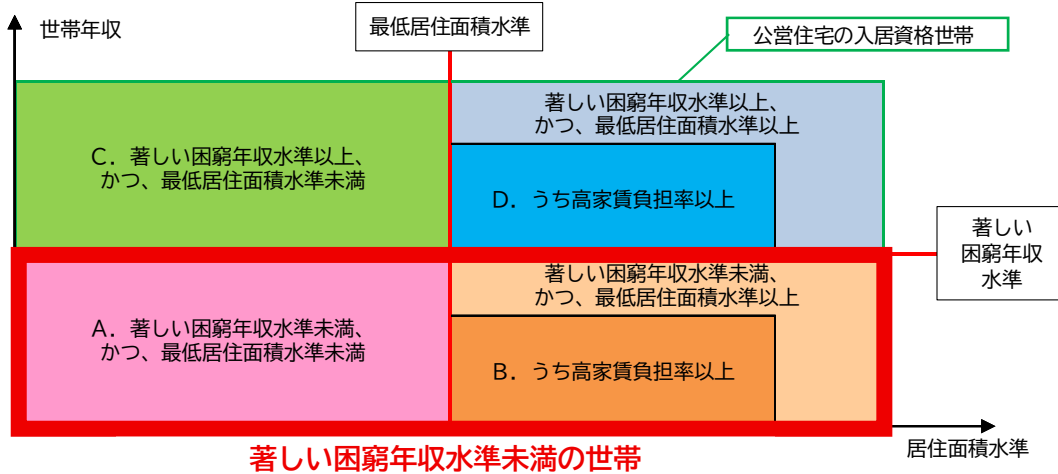 世帯年収
最低居住面積水準
公営住宅の入居資格世帯
C．著しい困窮年収水準以上、
かつ、最低居住面積水準未満
著しい困窮年収水準以上、
かつ、最低居住面積水準以上
D．うち高家賃負担率以上
著しい
困窮年収
水準
A．著しい困窮年収水準未満、
かつ、最低居住面積水準未満
著しい困窮年収水準未満、
かつ、最低居住面積水準以上
B．うち高家賃負担率以上
居住面積水準
著しい困窮年収水準未満の世帯